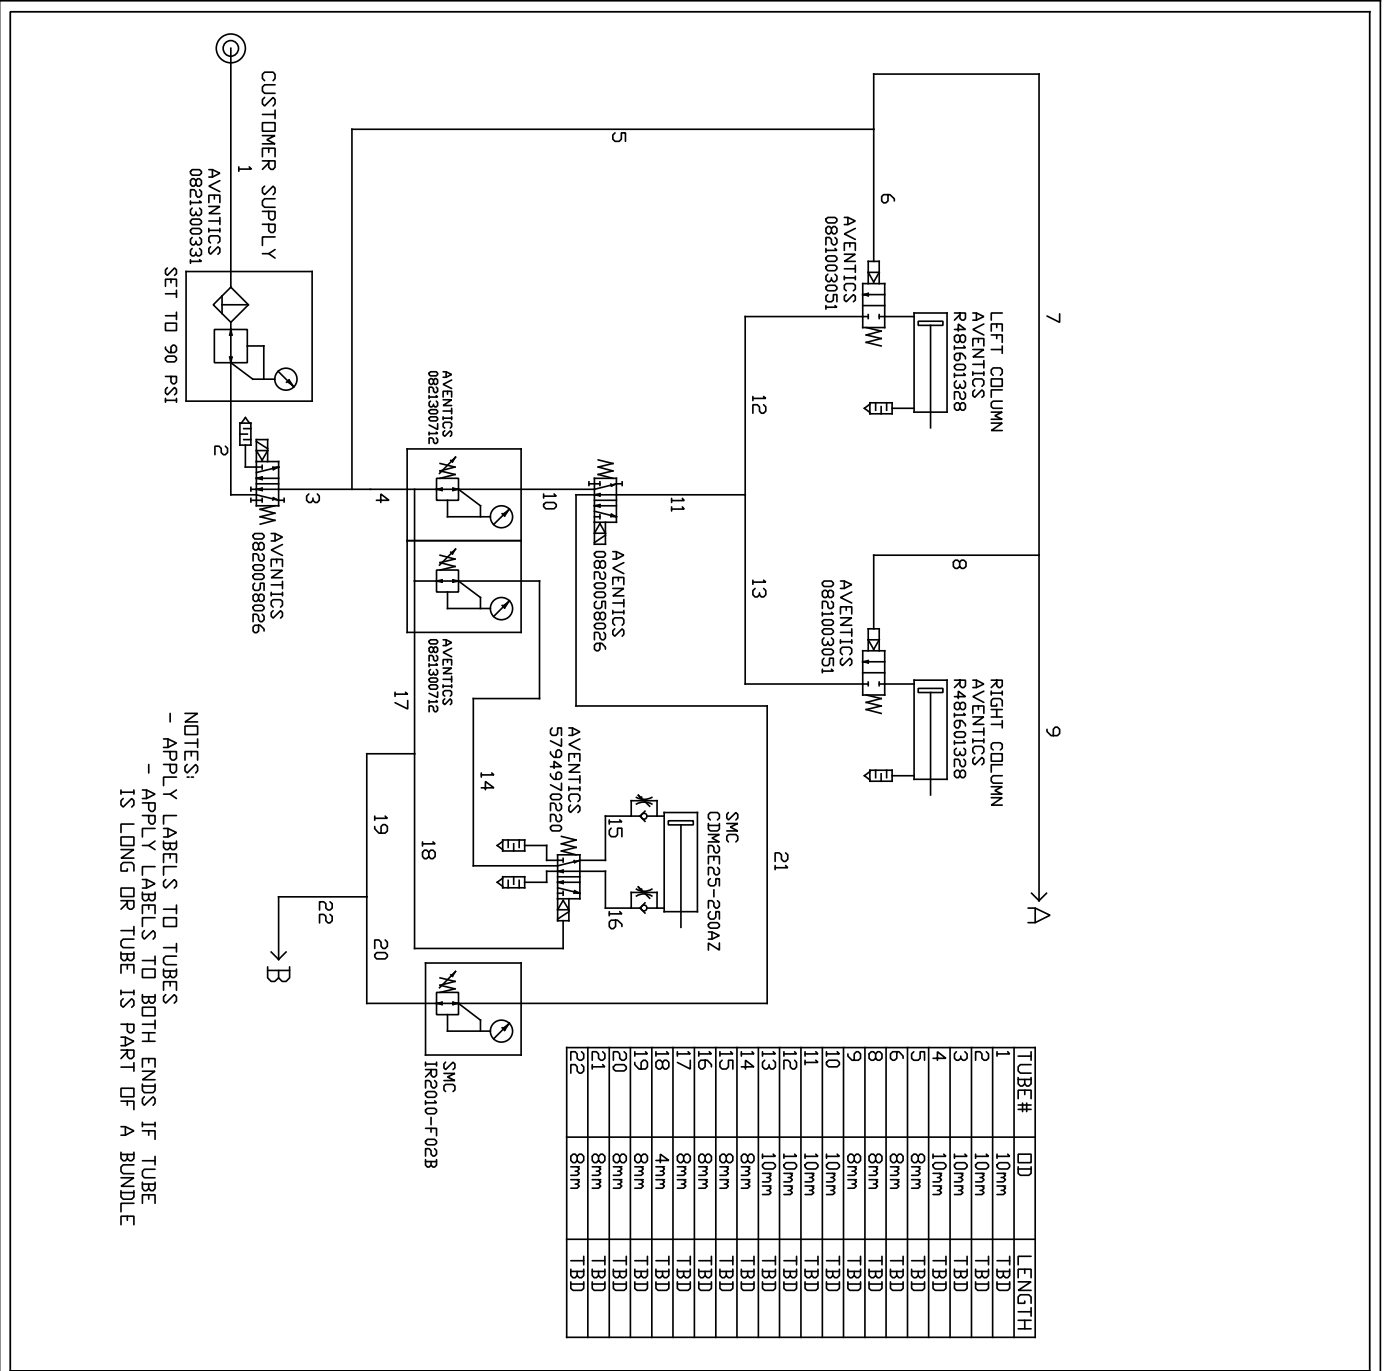 CUSTOMER SUPPLY
1
AVENTICS
0821300331
SET TO 90 PSI
2
3
AVENTICS
0820058026
4
5
6
7
8
9
AVENTICS
0821003051
LEFT COLUMN
AVENTICS
R481601328
AVENTICS
0821003051
RIGHT COLUMN
AVENTICS
R481601328
A
AVENTICS
0821300712
AVENTICS
0821300712
10
AVENTICS
0820058026
11
12
13
14
AVENTICS
5794970220
15
16
SMC
CDM2E25-250AZ
17
18
19
20
21
22
B
SMC
IR2010-F02B
TUBE# OD LENGTH
1 10mm TBD
2 10mm TBD
3 10mm TBD
4 10mm TBD
5 8mm TBD
6 8mm TBD
8 8mm TBD
9 8mm TBD
10 10mm TBD
11 10mm TBD
12 10mm TBD
13 10mm TBD
14 8mm TBD
15 8mm TBD
16 8mm TBD
17 8mm TBD
18 4mm TBD
19 8mm TBD
20 8mm TBD
21 8mm TBD
22 8mm TBD
NOTES:
- APPLY LABELS TO TUBES
- APPLY LABELS TO BOTH ENDS IF TUBE
IS LONG OR TUBE IS PART OF A BUNDLE